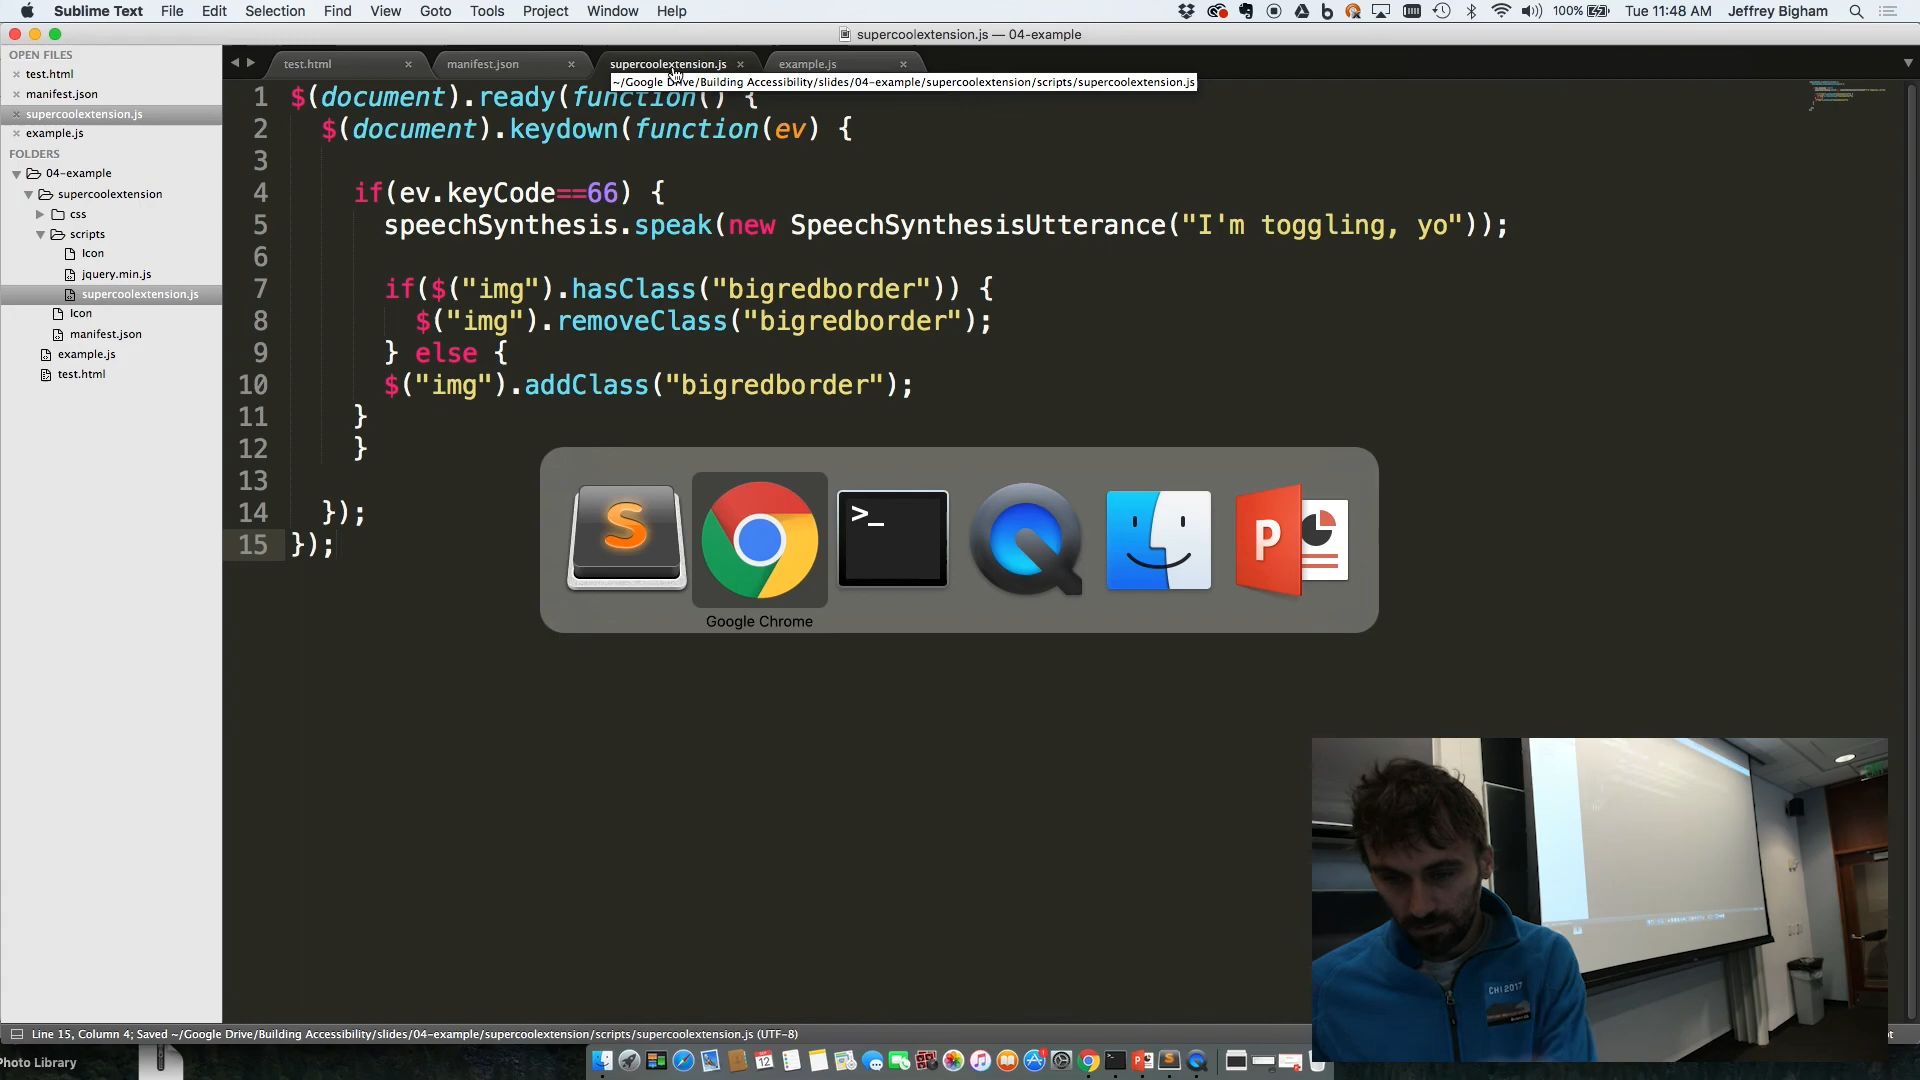 Sublime Text File Edit Selection Find View Goto Tools Project Window Help 100% Tue 11:48 AM Jeffrey Bigham
supercoolextension.js — 04-example
OPEN FILES
test.html
manifest.json
supercoolextension.js
example.js
FOLDERS
04-example
supercoolextension
css
scripts
Icon
jquery.min.js
supercoolextension.js
Icon
manifest.json
example.js
test.html
test.html manifest.json supercoolextension.js example.js
~/Google Drive/Building Accessibility/slides/04-example/supercoolextension/scripts/supercoolextension.js
1 $(document).ready(function() {
2 $(document).keydown(function(ev) {
3
4 if(ev.keyCode==66) {
5 speechSynthesis.speak(new SpeechSynthesisUtterance("I'm toggling, yo"));
6
7 if($("img").hasClass("bigredborder")) {
8 $("img").removeClass("bigredborder");
9 } else {
10 $("img").addClass("bigredborder");
11 }
12 }
13
14 });
15 });
S >_ P
Google Chrome
CHI 2017
Line 15, Column 4; Saved ~/Google Drive/Building Accessibility/slides/04-example/supercoolextension/scripts/supercoolextension.js (UTF-8)
Photo Library
12